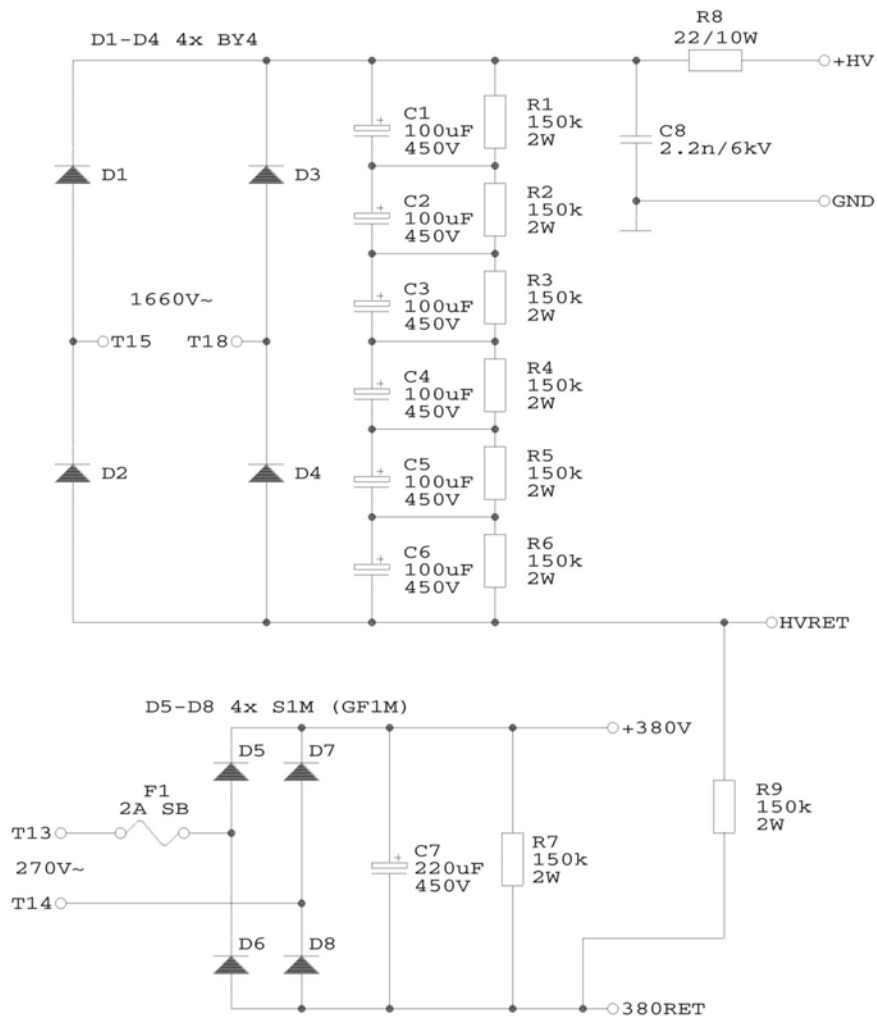 D1-D4 4x BY4
R8
22/10W
+HV
C1
100uF
450V
R1
150k
2W
C8
2.2n/6kV
D1
D3
C2
100uF
450V
R2
150k
2W
GND
1660V~
T15
T18
C3
100uF
450V
R3
150k
2W
C4
100uF
450V
R4
150k
2W
D2
D4
C5
100uF
450V
R5
150k
2W
C6
100uF
450V
R6
150k
2W
HVRET
D5-D8 4x S1M (GF1M)
+380V
D5
D7
F1
2A SB
T13
270V~
T14
C7
220uF
450V
R7
150k
2W
R9
150k
2W
D6
D8
380RET